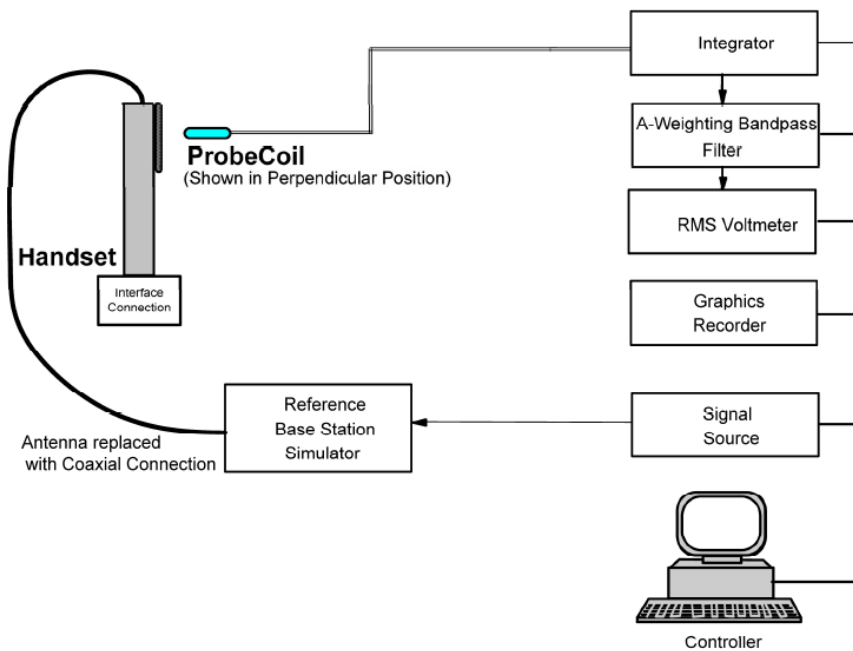 Integrator
A-Weighting Bandpass
Filter
ProbeCoil
(Shown in Perpendicular Position)
RMS Voltmeter
Handset
Interface
Connection
Graphics
Recorder
Reference
Base Station
Simulator
Signal
Source
Antenna replaced
with Coaxial Connection
Controller